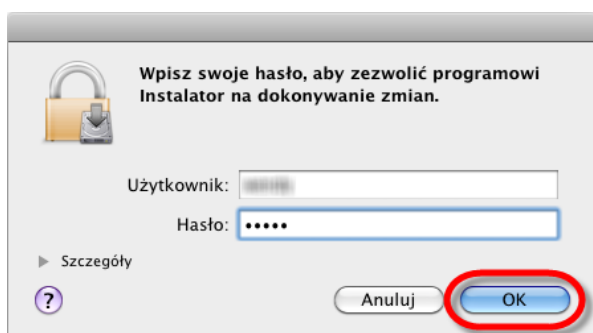 Wpisz swoje hasło, aby zezwolić programowi
Instalator na dokonywanie zmian.
Użytkownik:
Hasło: •••••
Szczegóły
?
Anuluj
OK